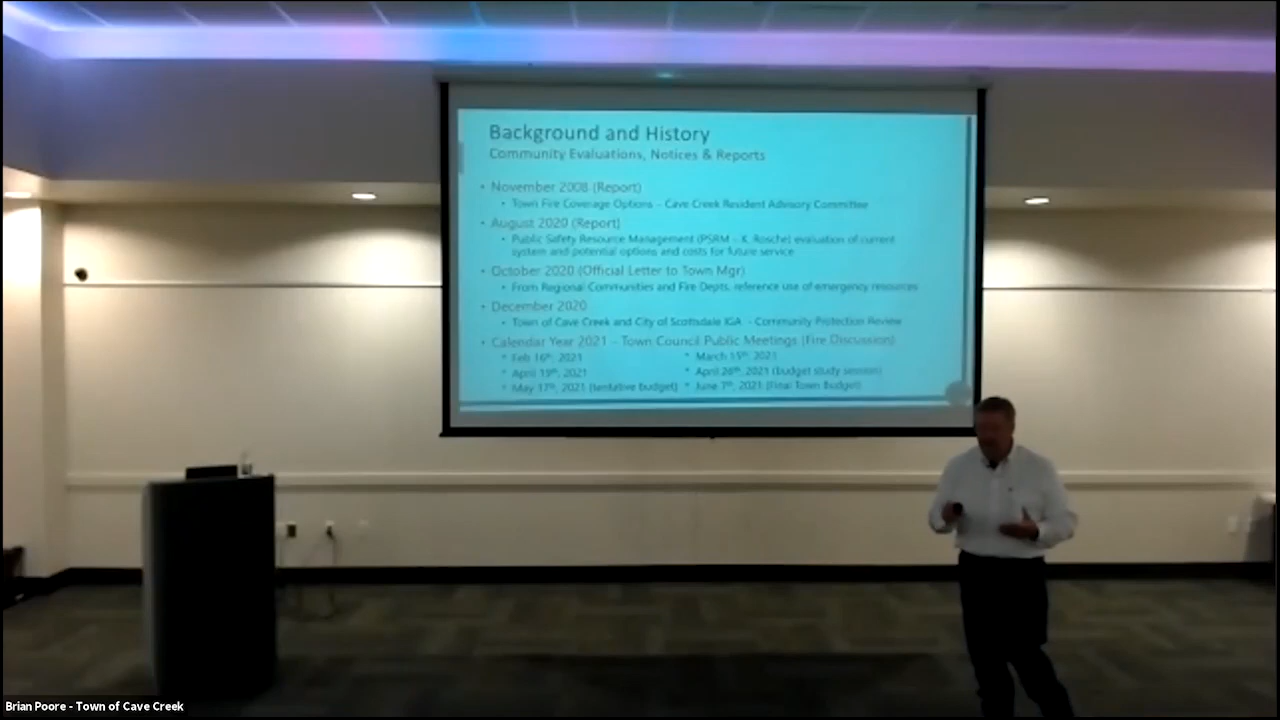 Background and History
Community Evaluations, Notices & Reports
• November 2008 (Report)
• Town Fire Coverage Options – Cave Creek Resident Advisory Committee
• August 2020 (Report)
• Public Safety Resource Management (PSRM – K. Rosche) evaluation of current
system and potential options and costs for future service
• October 2020 (Official Letter to Town Mgr)
• From Regional Communities and Fire Depts. reference use of emergency resources
• December 2020
• Town of Cave Creek and City of Scottsdale IGA – Community Protection Review
• Calendar Year 2021 – Town Council Public Meetings (Fire Discussion)
• Feb 16th, 2021
• March 15th, 2021
• April 19th, 2021
• April 26th, 2021 (budget study session)
• May 17th, 2021 (tentative budget)
• June 7th, 2021 (Final Town Budget)
Brian Poore - Town of Cave Creek